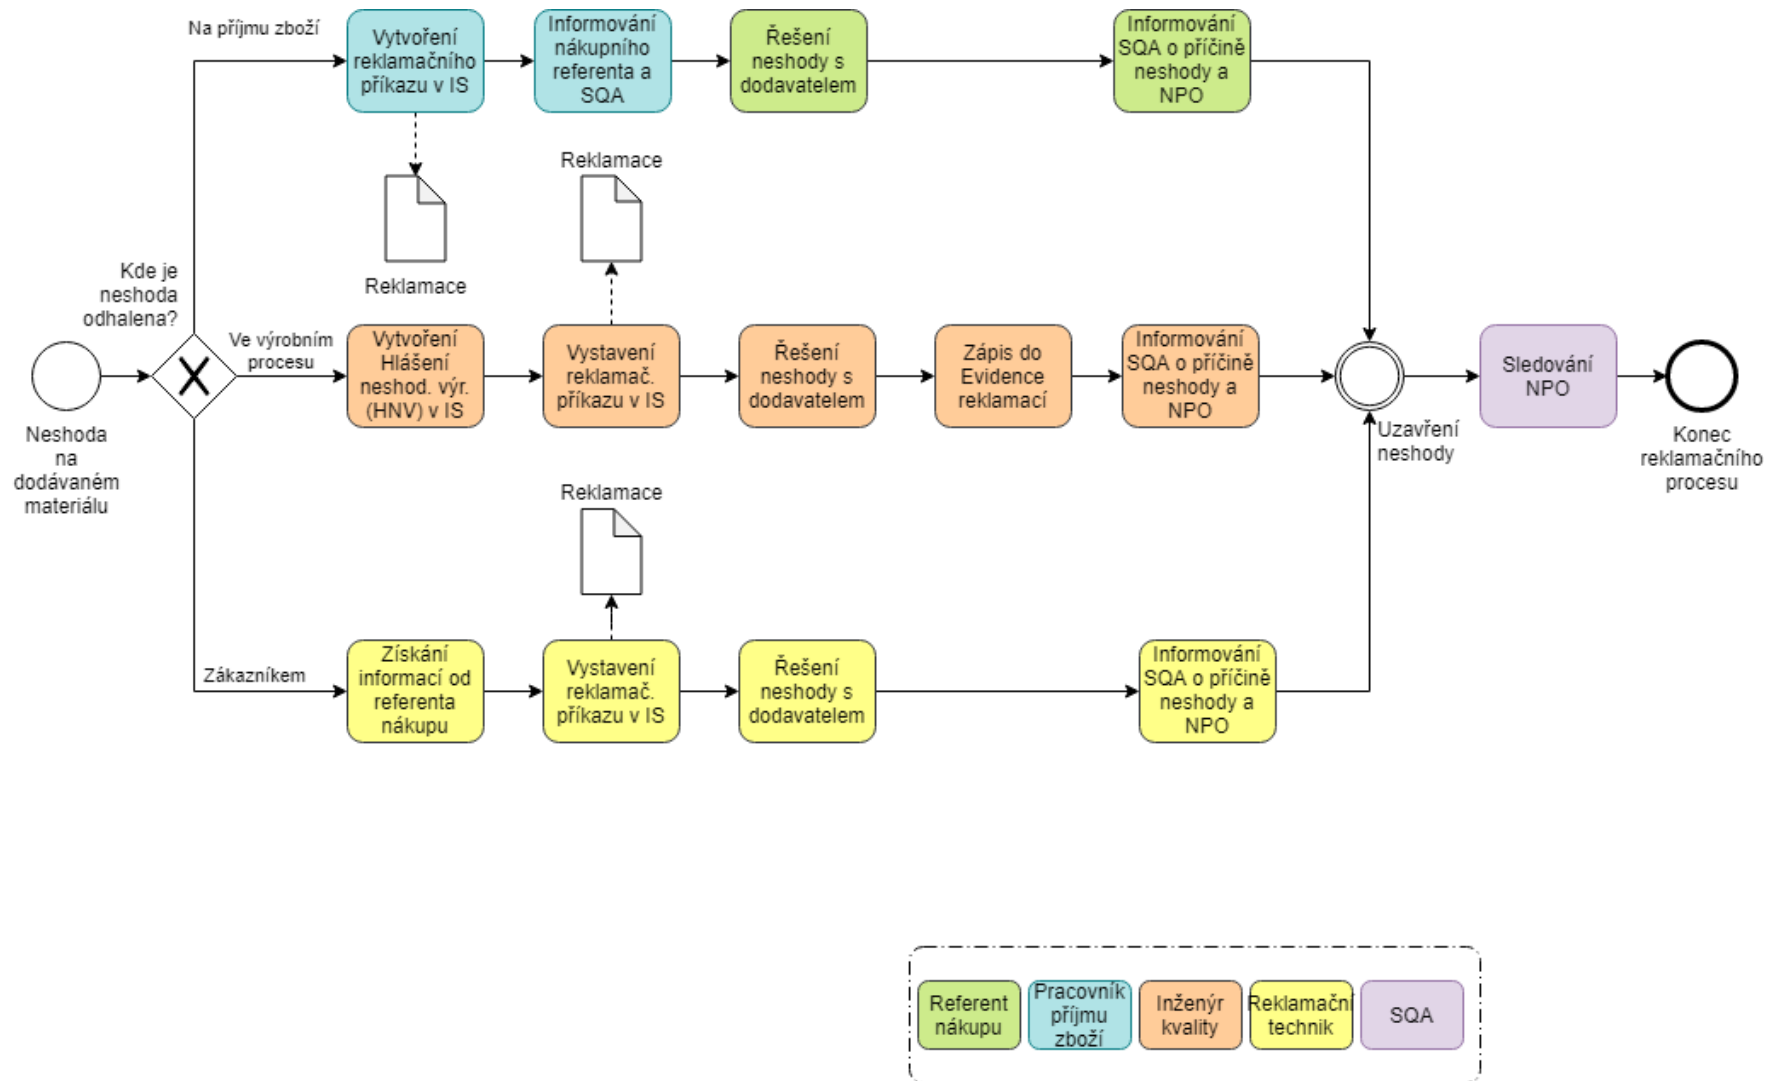 Na příjmu zboží
Vytvoření
reklamačního
příkazu v IS
Informování
nákupního
referenta a
SQA
Řešení
neshody s
dodavatelem
Informování
SQA o příčině
neshody a
NPO
Reklamace
Reklamace
Kde je
neshoda
odhalena?
Ve výrobním
procesu
Vytvoření
Hlášení
neshod. výr.
(HNV) v IS
Vystavení
reklamač.
příkazu v IS
Řešení
neshody s
dodavatelem
Zápis do
Evidence
reklamací
Informování
SQA o příčině
neshody a
NPO
Sledování
NPO
Neshoda
na
dodávaném
materiálu
Uzavření
neshody
Konec
reklamačního
procesu
Reklamace
Zákazníkem
Získání
informací od
referenta
nákupu
Vystavení
reklamač.
příkazu v IS
Řešení
neshody s
dodavatelem
Informování
SQA o příčině
neshody a
NPO
Referent
nákupu
Pracovník
příjmu
zboží
Inženýr
kvality
Reklamační
technik
SQA